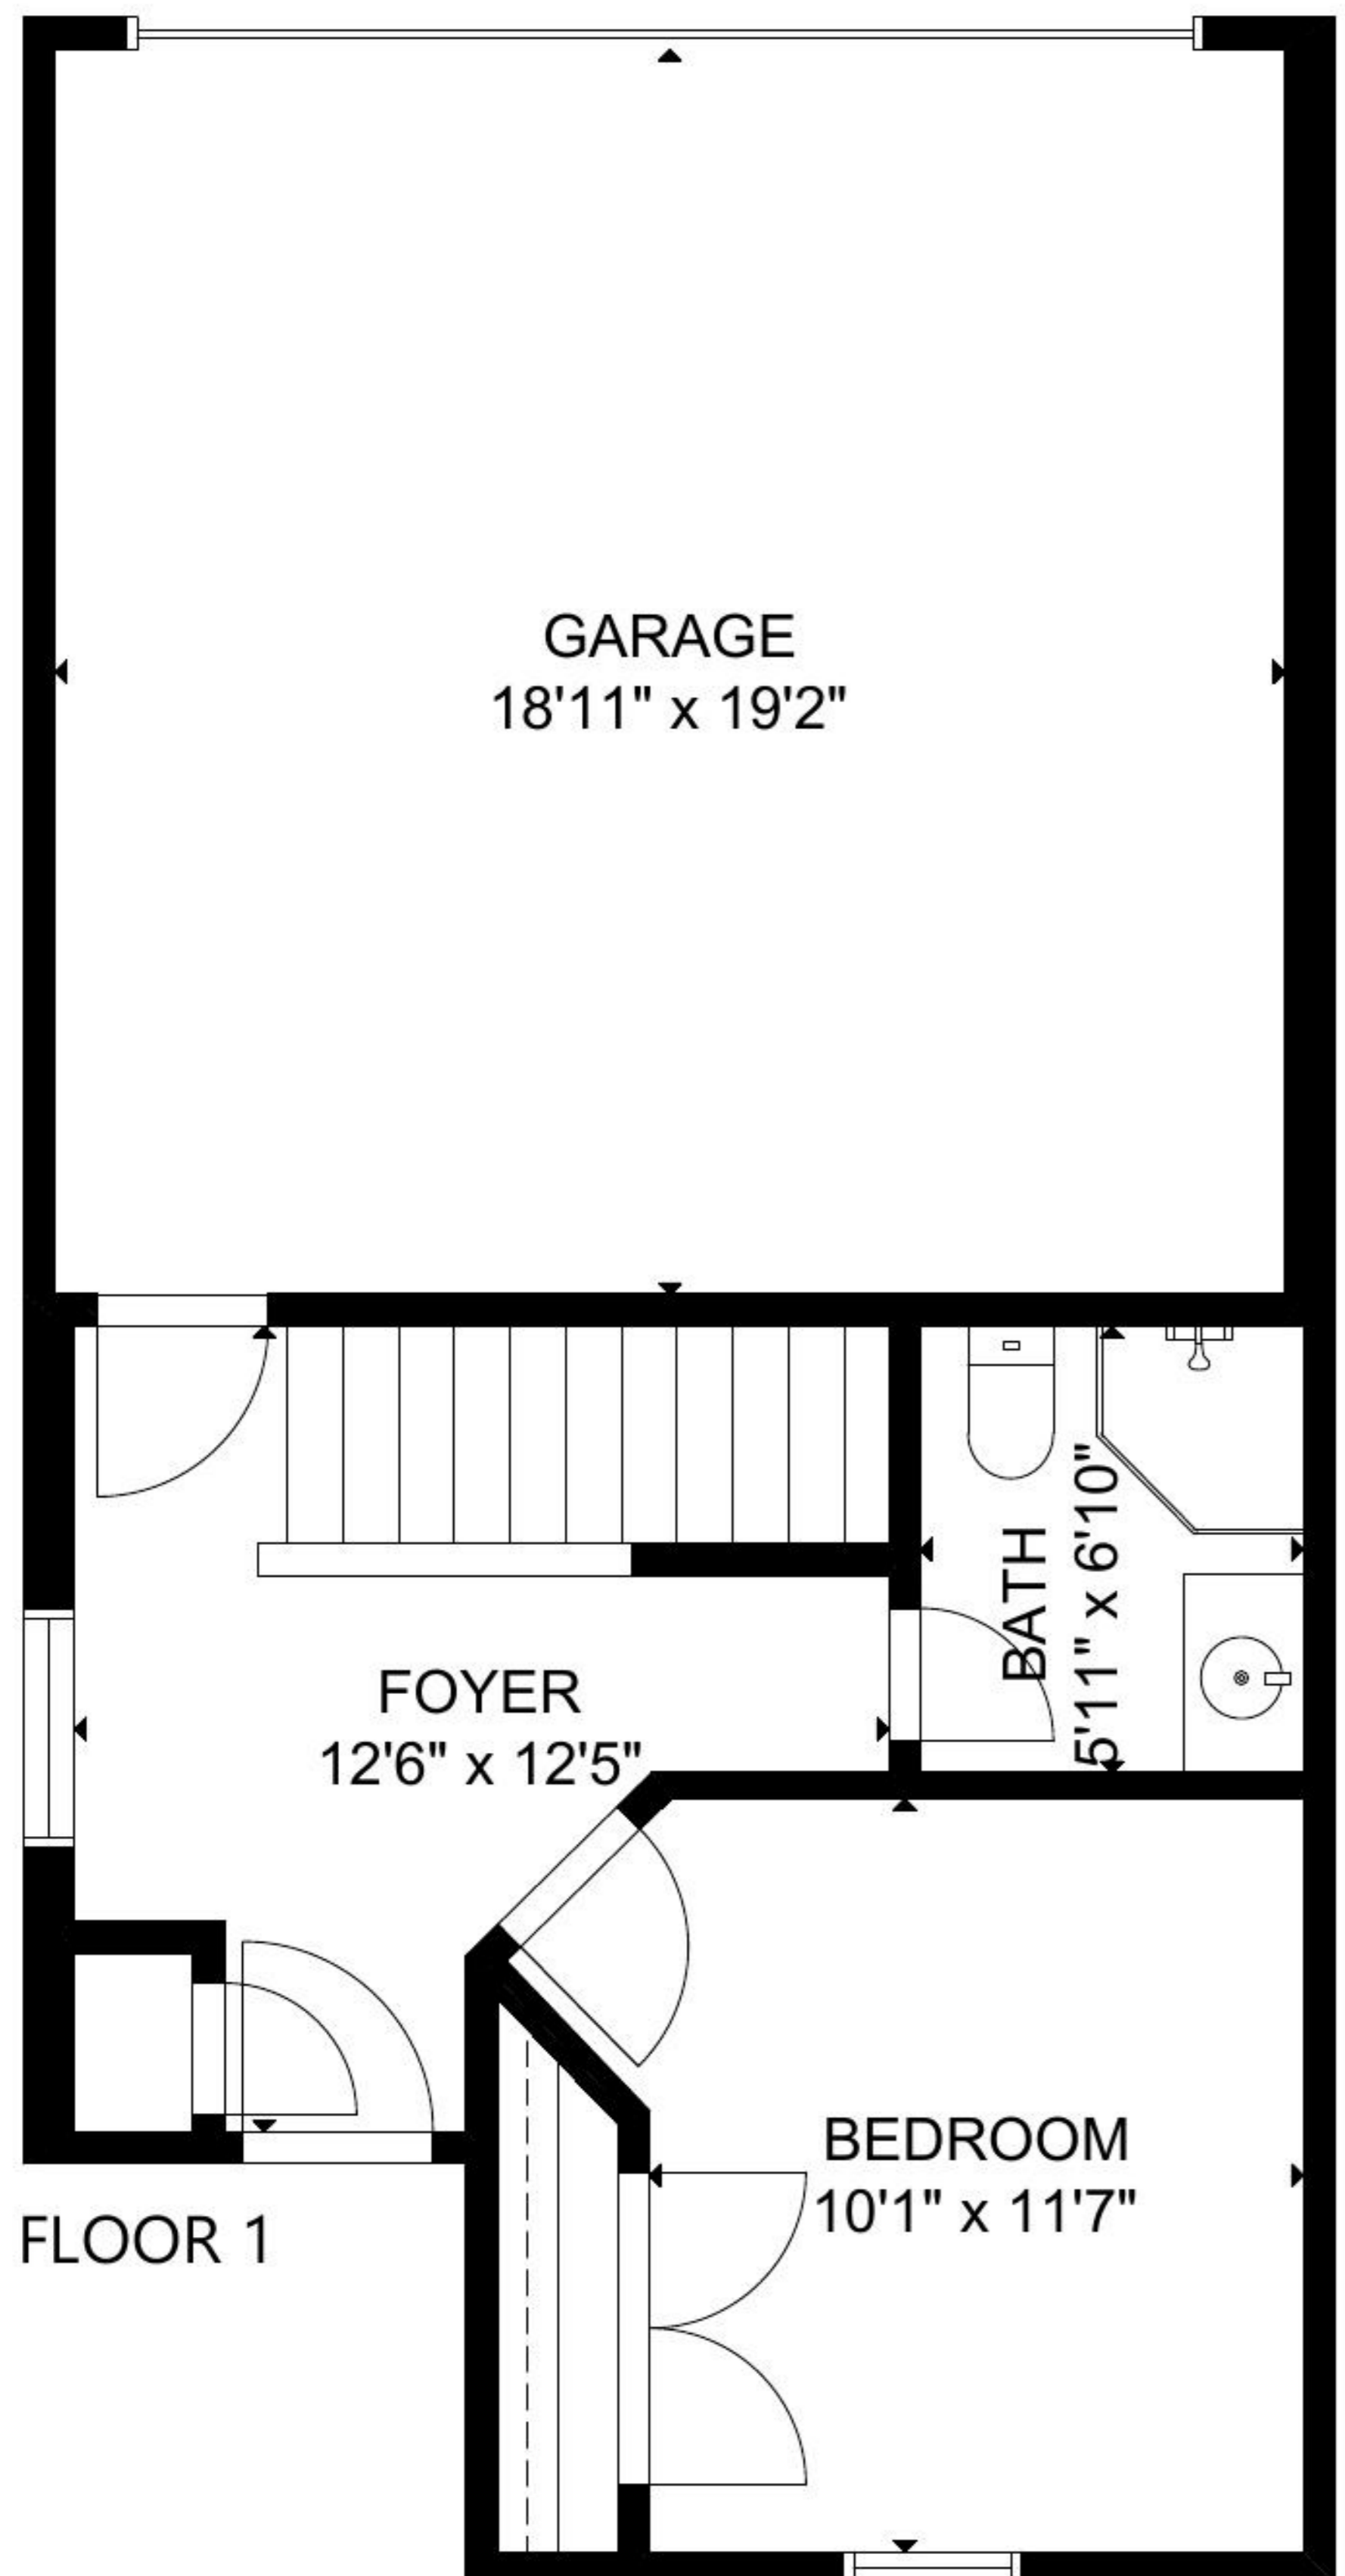 GARAGE
18'11" x 19'2"
BATH
5'11" x 6'10"
FOYER
12'6" x 12'5"
BEDROOM
10'1" x 11'7"
FLOOR 1